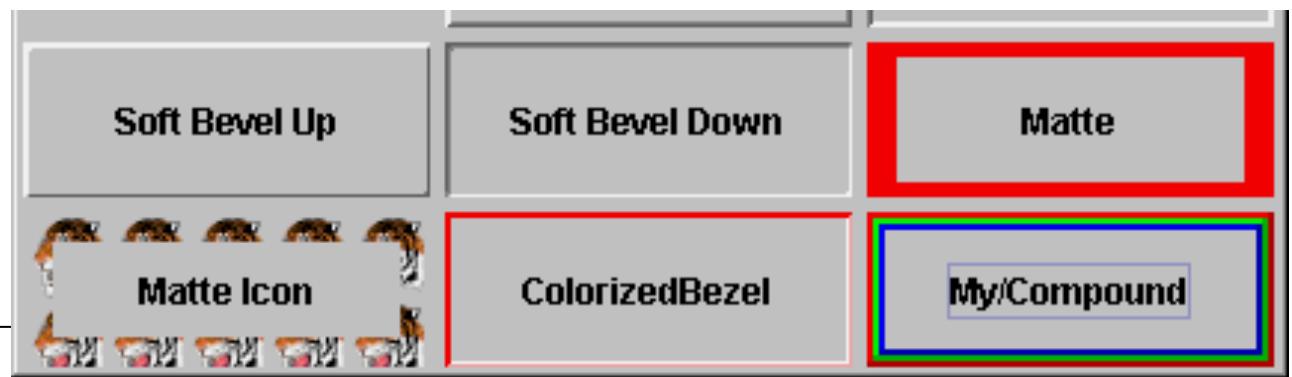 Soft Bevel Up
Soft Bevel Down
Matte
Matte Icon
ColorizedBezel
My/Compound